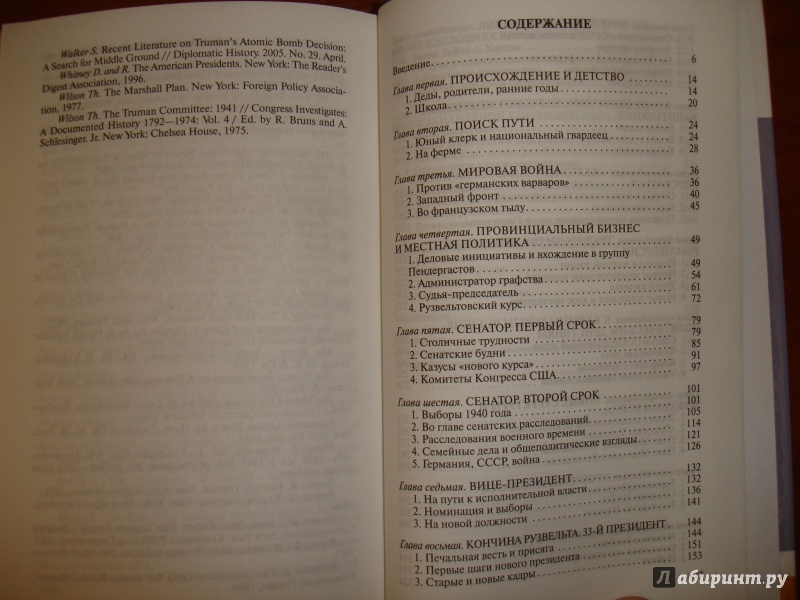 Walker S. Recent Literature on Truman's Atomic Bomb Decision:
A Search for Middle Ground // Diplomatic History. 2005. No. 29. April.
Whitney D. and R. The American Presidents. New York: The Reader's
Digest Association, 1996.
Wilson Th. The Marshall Plan. New York: Foreign Policy Associa-
tion, 1977.
Wilson Th. The Truman Committee: 1941 // Congress Investigates:
A Documented History 1792—1974: Vol. 4 / Ed. by R. Bruns and A.
Schlesinger. Jr. New York: Chelsea House, 1975.
СОДЕРЖАНИЕ
Введение 6
Глава первая. ПРОИСХОЖДЕНИЕ И ДЕТСТВО 14
1. Деды, родители, ранние годы 14
2. Школа 20
Глава вторая. ПОИСК ПУТИ 24
1. Юный клерк и национальный гвардеец 24
2. На ферме 28
Глава третья. МИРОВАЯ ВОЙНА 36
1. Против «германских варваров» 36
2. Западный фронт 40
3. Во французском тылу 45
Глава четвертая. ПРОВИНЦИАЛЬНЫЙ БИЗНЕС
И МЕСТНАЯ ПОЛИТИКА 49
1. Деловые инициативы и вхождение в группу
Пендергастов 49
2. Администратор графства 54
3. Судья-председатель 61
4. Рузвельтовский курс 72
Глава пятая. СЕНАТОР. ПЕРВЫЙ СРОК 79
1. Столичные трудности 79
2. Сенатские будни 85
3. Казусы «нового курса» 91
4. Комитеты Конгресса США 97
Глава шестая. СЕНАТОР. ВТОРОЙ СРОК 101
1. Выборы 1940 года 101
2. Во главе сенатских расследований 105
3. Расследования военного времени 114
4. Семейные дела и общеполитические взгляды 121
5. Германия, СССР, война 126
Глава седьмая. ВИЦЕ-ПРЕЗИДЕНТ 132
1. На пути к исполнительной власти 132
2. Номинация и выборы 136
3. На новой должности 141
Глава восьмая. КОНЧИНА РУЗВЕЛЬТА. 33-Й ПРЕЗИДЕНТ 144
1. Печальная весть и присяга 144
2. Первые шаги нового президента 151
3. Старые и новые кадры 153
Лабиринт.ру